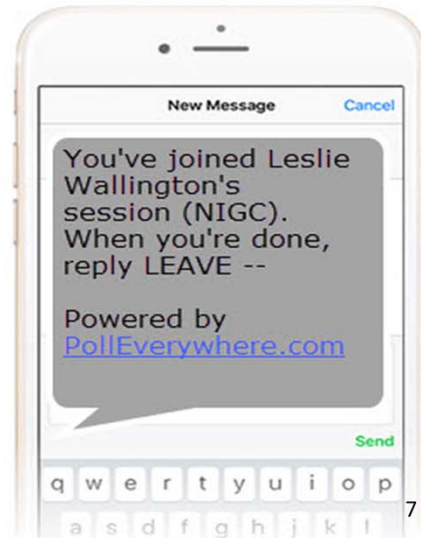 New Message Cancel
You've joined Leslie
Wallington's
session (NIGC).
When you're done,
reply LEAVE --
Powered by
PollEverywhere.com
Send
q w e r t y u i o p
7
a s d f g h j k l